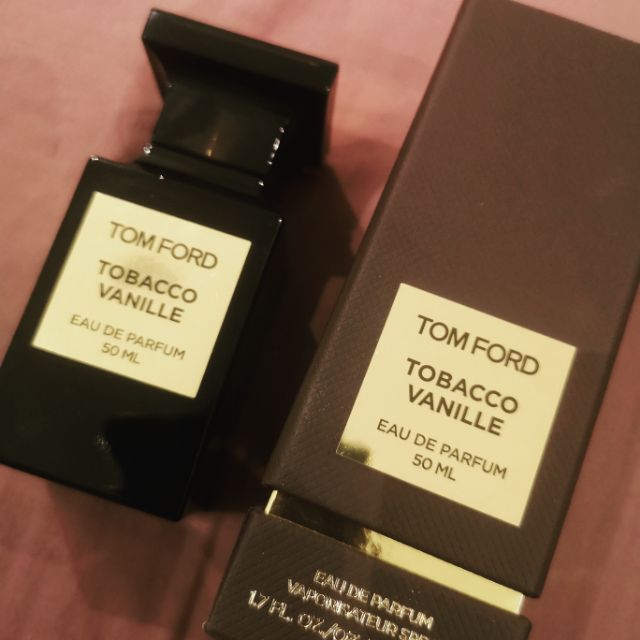 TOM FORD
TOBACCO
VANILLE
EAU DE PARFUM
50 ML
TOM FORD
TOBACCO
VANILLE
EAU DE PARFUM
50 ML
EAU DE PARFUM
VAPORISATEUR
1.7 FL. OZ/